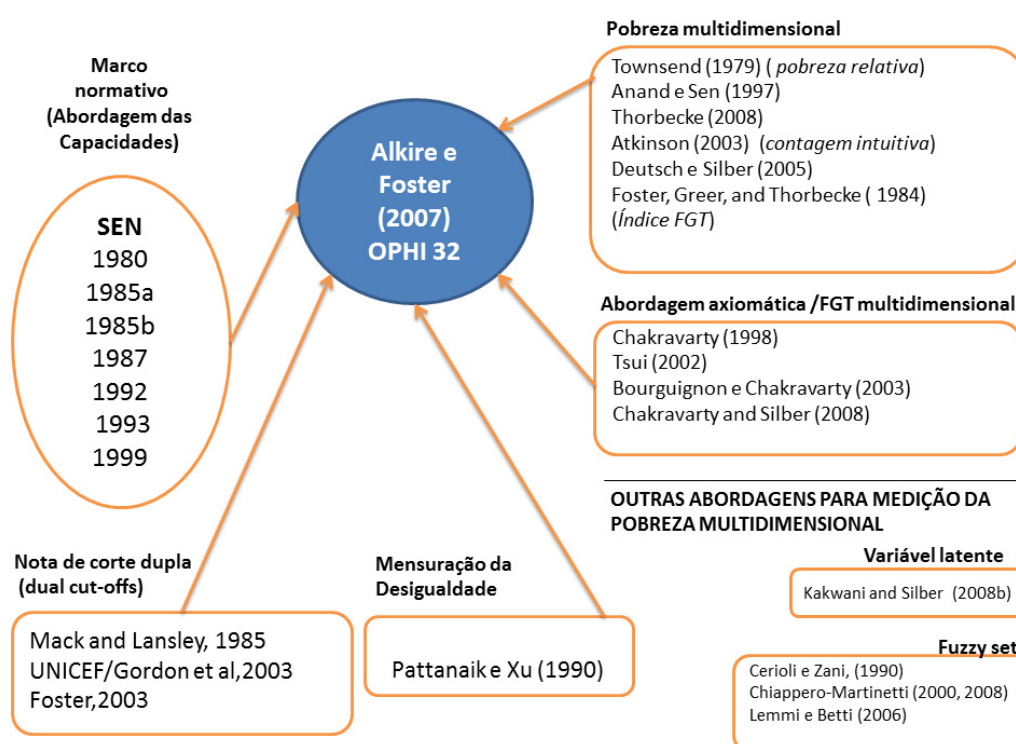 Marco
normativo
(Abordagem das
Capacidades)
SEN
1980
1985a
1985b
1987
1992
1993
1999
Alkire e
Foster
(2007)
OPHI 32
Pobreza multidimensional
Townsend (1979) ( pobreza relativa)
Anand e Sen (1997)
Thorbecke (2008)
Atkinson (2003) (contagem intuitiva)
Deutsch e Silber (2005)
Foster, Greer, and Thorbecke ( 1984)
(Índice FGT)
Abordagem axiomática /FGT multidimensional
Chakravarty (1998)
Tsui (2002)
Bourguignon e Chakravarty (2003)
Chakravarty and Silber (2008)
OUTRAS ABORDAGENS PARA MEDIÇÃO DA
POBREZA MULTIDIMENSIONAL
Variável latente
Kakwani and Silber (2008b)
Fuzzy set
Cerioli e Zani, (1990)
Chiappero-Martinetti (2000, 2008)
Lemmi e Betti (2006)
Nota de corte dupla
(dual cut-offs)
Mack and Lansley, 1985
UNICEF/Gordon et al,2003
Foster,2003
Mensuração da
Desigualdade
Pattanaik e Xu (1990)